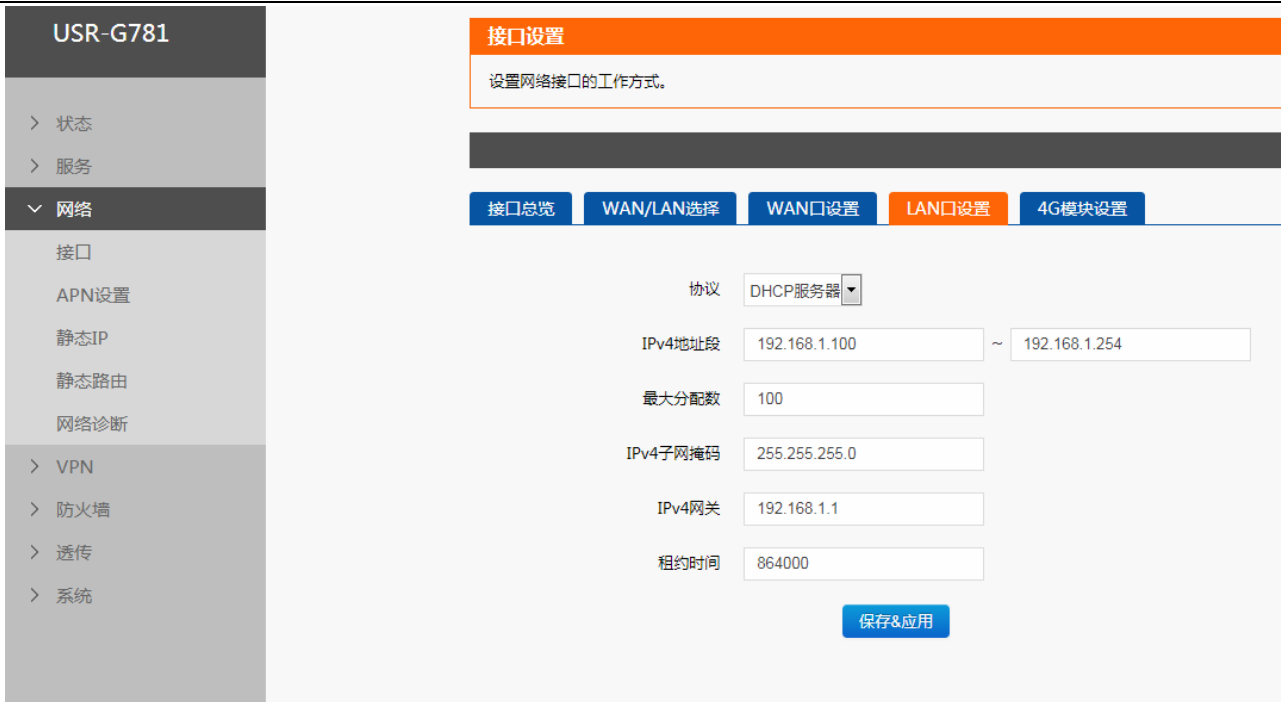 USR-G781
状态
服务
网络
接口
APN设置
静态IP
静态路由
网络诊断
VPN
防火墙
透传
系统
接口设置
设置网络接口的工作方式。
接口总览 WAN/LAN选择 WAN口设置 LAN口设置 4G模块设置
协议 DHCP服务器
IPv4地址段 192.168.1.100 ~ 192.168.1.254
最大分配数 100
IPv4子网掩码 255.255.255.0
IPv4网关 192.168.1.1
租约时间 864000
保存&应用